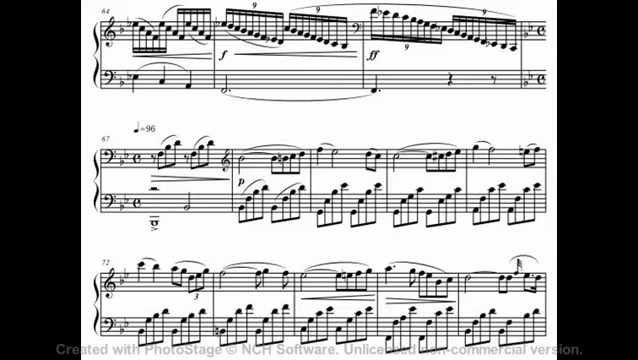 64
9
9
9
9
f
ff
67
♩=96
p
72
3
Created with PhotoStage © NCH Software. Unlicensed non-commercial version.